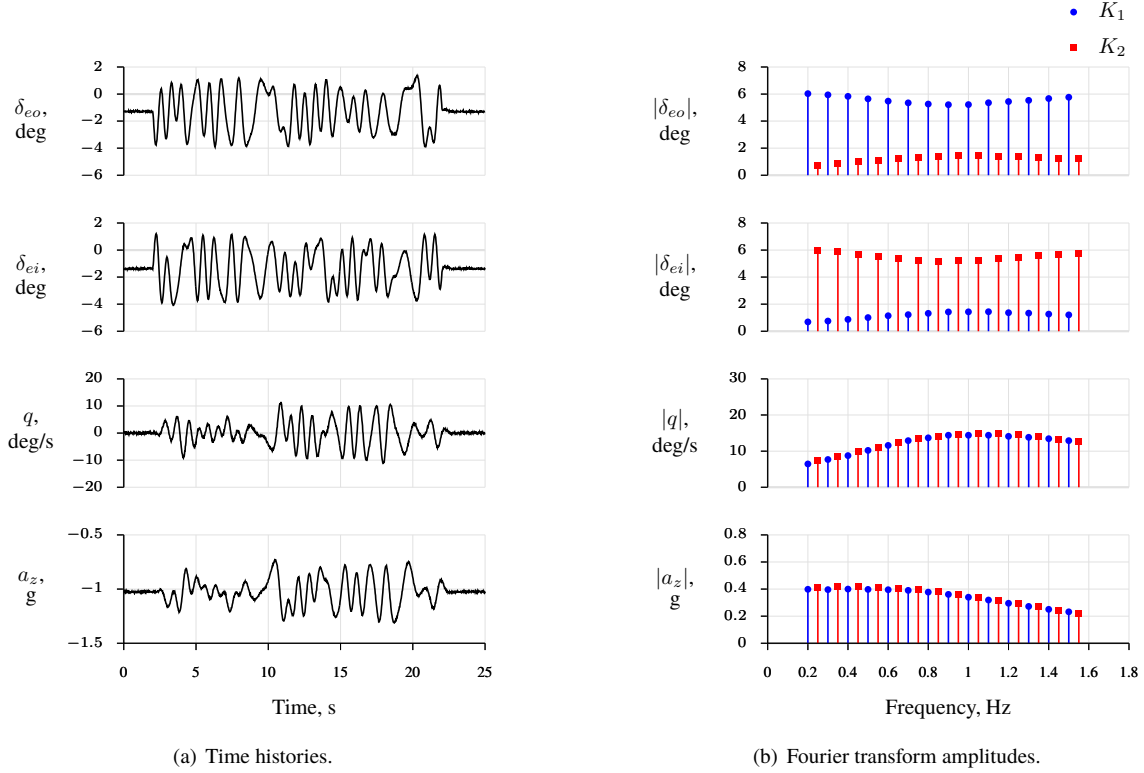 K₁
K₂
2
0
−2
−4
−6
δₑₒ,
deg
2
0
−2
−4
−6
δₑᵢ,
deg
20
10
0
−10
−20
q,
deg/s
−0.5
−1
−1.5
a_z,
g
0 5 10 15 20 25
Time, s
(a) Time histories.
8
6
4
2
0
|δₑₒ|,
deg
8
6
4
2
0
|δₑᵢ|,
deg
30
20
10
0
|q|,
deg/s
0.8
0.6
0.4
0.2
0
|a_z|,
g
0 0.2 0.4 0.6 0.8 1 1.2 1.4 1.6 1.8
Frequency, Hz
(b) Fourier transform amplitudes.